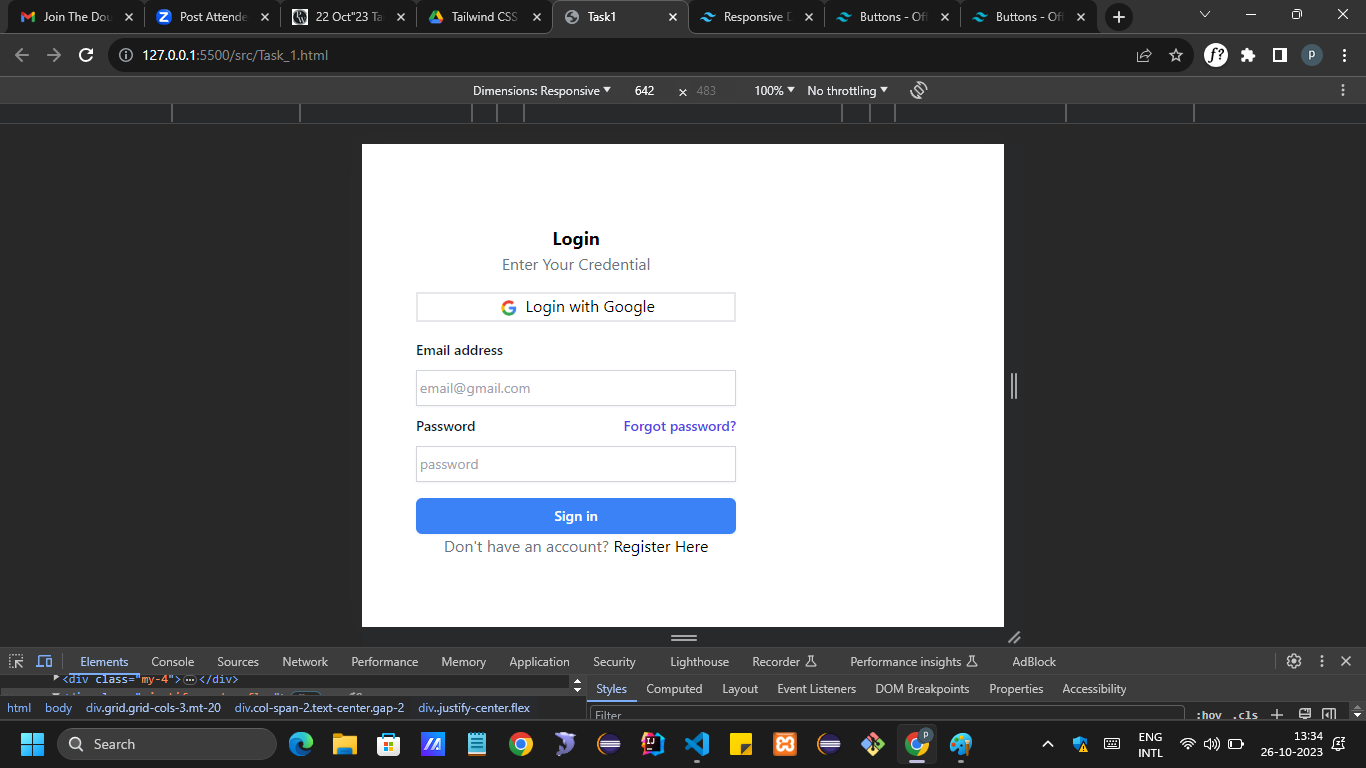 Join The Dou
Post Attende
22 Oct"23 Ta
Tailwind CSS
Task1
Responsive D
Buttons - Off
Buttons - Off
127.0.0.1:5500/src/Task_1.html
f?
p
Dimensions: Responsive
642
×
483
100%
No throttling
Login
Enter Your Credential
Login with Google
Email address
email@gmail.com
Password
Forgot password?
password
Sign in
Don't have an account? Register Here
Elements
Console
Sources
Network
Performance
Memory
Application
Security
Lighthouse
Recorder
Performance insights
AdBlock
<div class="my-4">…</div>
Styles
Computed
Layout
Event Listeners
DOM Breakpoints
Properties
Accessibility
html
body
div.grid.grid-cols-3.mt-20
div.col-span-2.text-center.gap-2
div.justify-center.flex
Filter
:hov
.cls
Search
ENG
INTL
13:34
26-10-2023